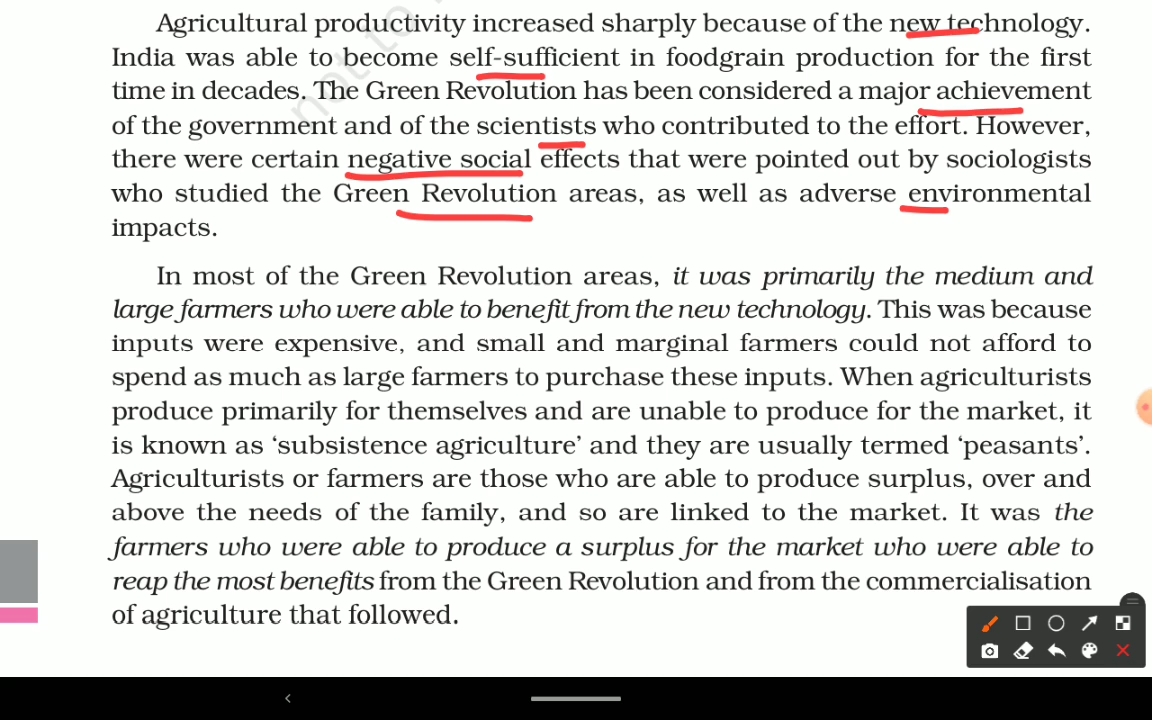 Agricultural productivity increased sharply because of the new technology.
India was able to become self-sufficient in foodgrain production for the first
time in decades. The Green Revolution has been considered a major achievement
of the government and of the scientists who contributed to the effort. However,
there were certain negative social effects that were pointed out by sociologists
who studied the Green Revolution areas, as well as adverse environmental
impacts.
In most of the Green Revolution areas, it was primarily the medium and
large farmers who were able to benefit from the new technology. This was because
inputs were expensive, and small and marginal farmers could not afford to
spend as much as large farmers to purchase these inputs. When agriculturists
produce primarily for themselves and are unable to produce for the market, it
is known as ‘subsistence agriculture’ and they are usually termed ‘peasants’.
Agriculturists or farmers are those who are able to produce surplus, over and
above the needs of the family, and so are linked to the market. It was the
farmers who were able to produce a surplus for the market who were able to
reap the most benefits from the Green Revolution and from the commercialisation
of agriculture that followed.
not to